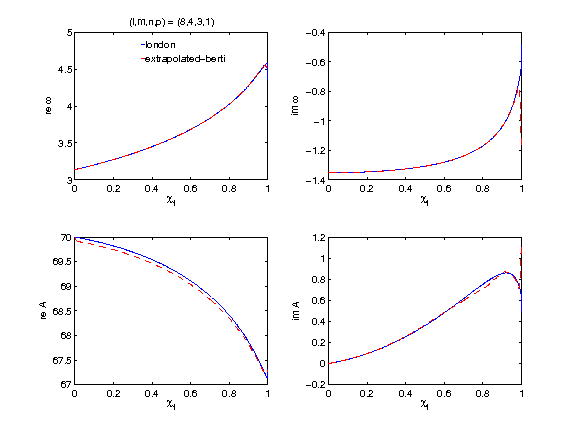 (l,m,n,p) = (8,4,3,1)
5
4.5
4
3.5
3
re ω
0 0.2 0.4 0.6 0.8 1
χf
london
extrapolated−berti
−0.4
−0.6
−0.8
−1
−1.2
−1.4
im ω
0 0.2 0.4 0.6 0.8 1
χf
70
69.5
69
68.5
68
67.5
67
re A
0 0.2 0.4 0.6 0.8 1
χf
1.2
1
0.8
0.6
0.4
0.2
0
−0.2
im A
0 0.2 0.4 0.6 0.8 1
χf